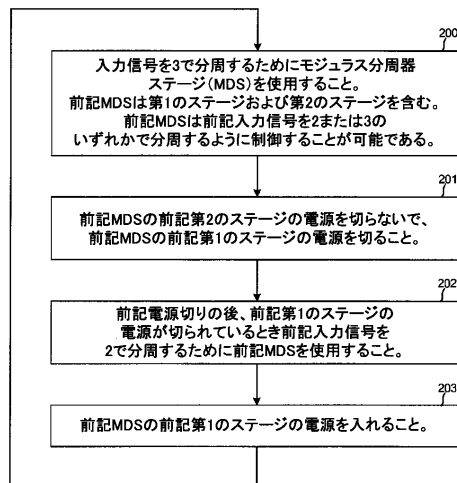 200
入力信号を3で分周するためにモジュラス分周器
ステージ(MDS)を使用すること。
前記MDSは第1のステージおよび第2のステージを含む。
前記MDSは前記入力信号を2または3の
いずれかで分周するように制御することが可能である。
201
前記MDSの前記第2のステージの電源を切らないで、
前記MDSの前記第1のステージの電源を切ること。
202
前記電源切りの後、前記第1のステージの
電源が切られているとき前記入力信号を
2で分周するために前記MDSを使用すること。
203
前記MDSの前記第1のステージの電源を入れること。